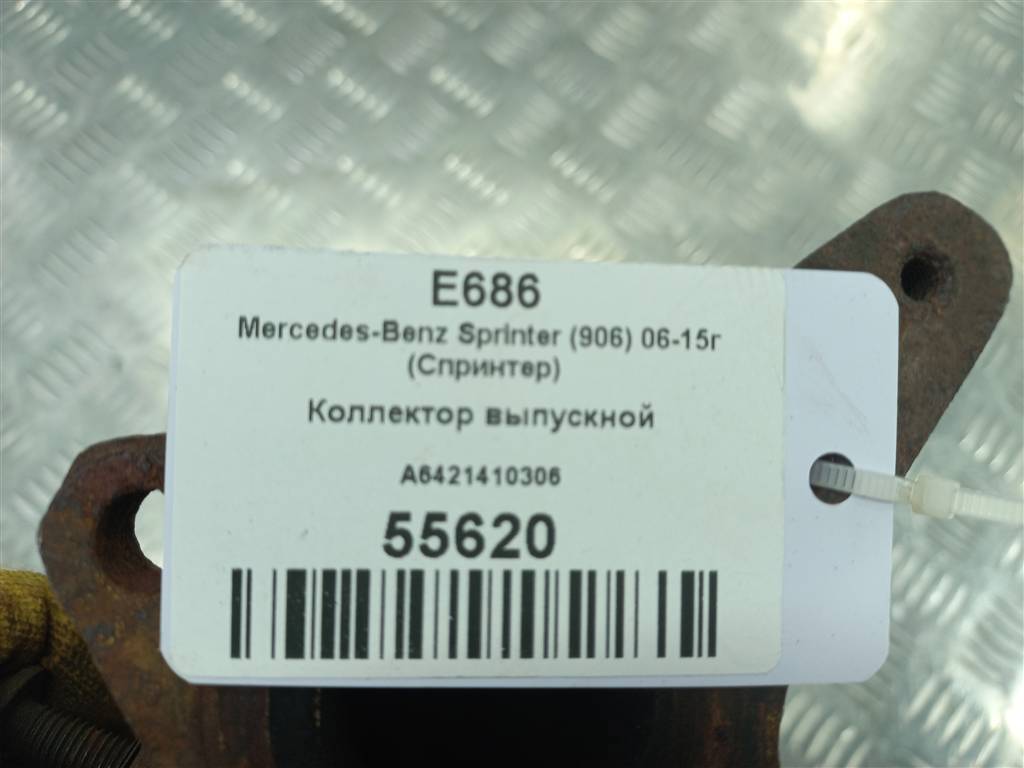 E686
Mercedes-Benz Sprinter (906) 06-15г
(Спринтер)
Коллектор выпускной
A6421410306
55620